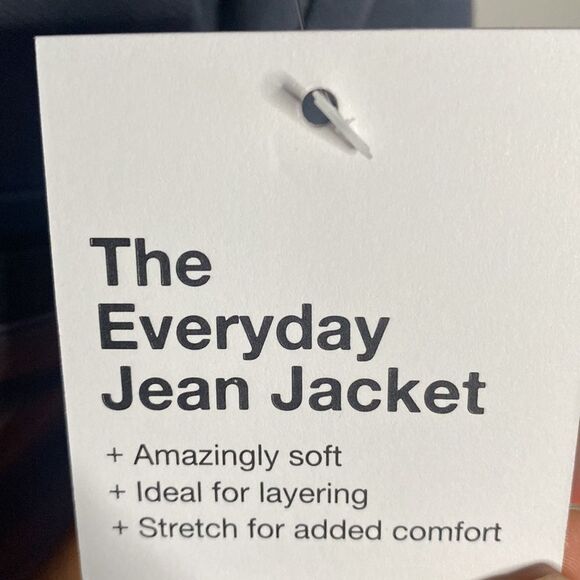 The
Everyday
Jean Jacket
+ Amazingly soft
+ Ideal for layering
+ Stretch for added comfort